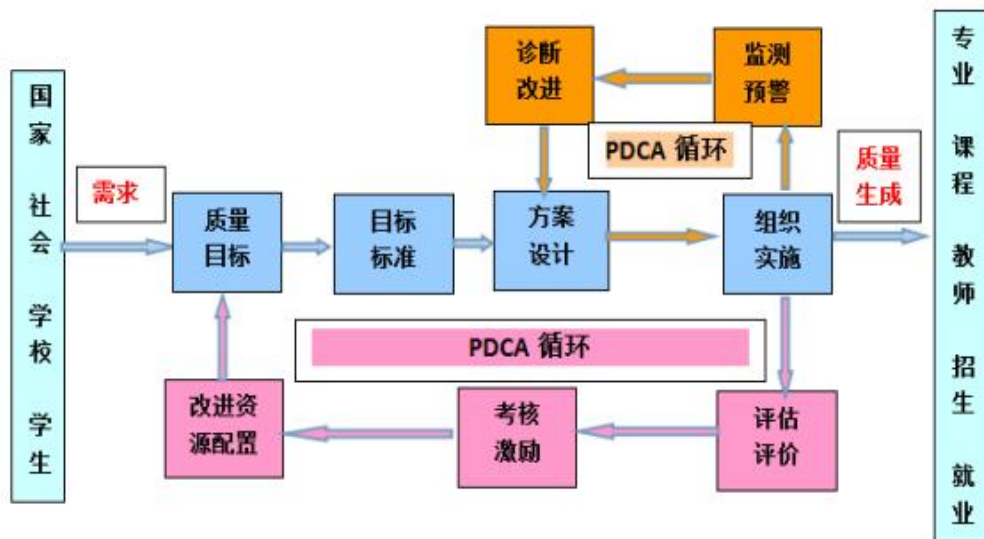 国家 社会 学校 学生
需求
质量
目标
目标
标准
诊断
改进
监测
预警
PDCA 循环
方案
设计
组织
实施
质量
生成
PDCA 循环
改进资
源配置
考核
激励
评估
评价
专业 课程 教师 招生 就业